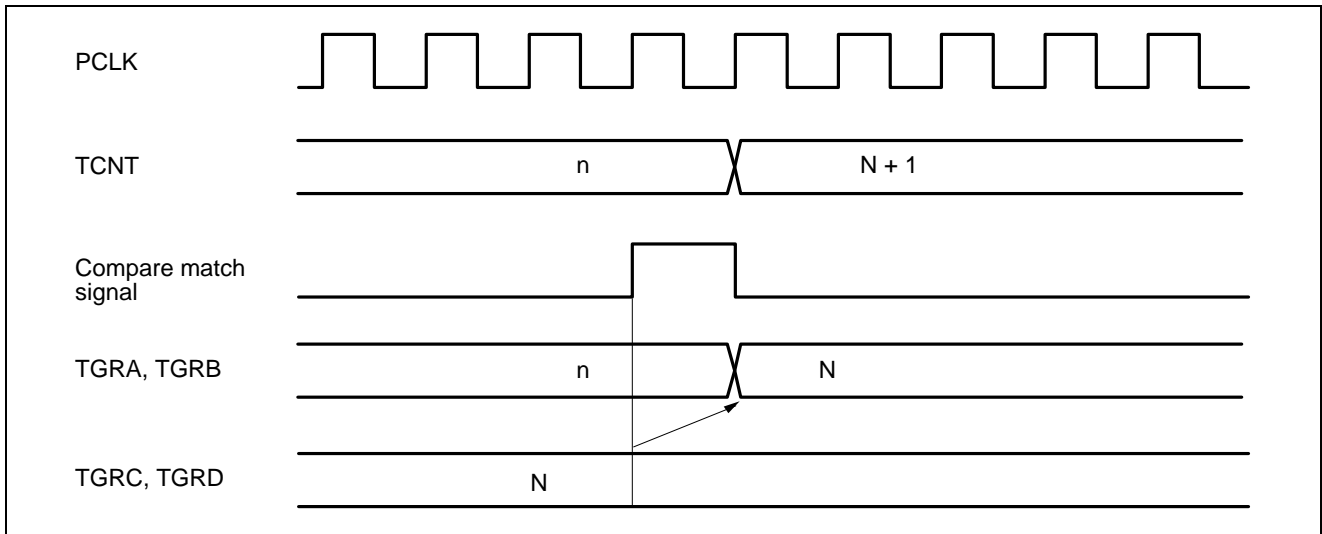 PCLK
TCNT
n
N + 1
Compare match
signal
TGRA, TGRB
n
N
TGRC, TGRD
N